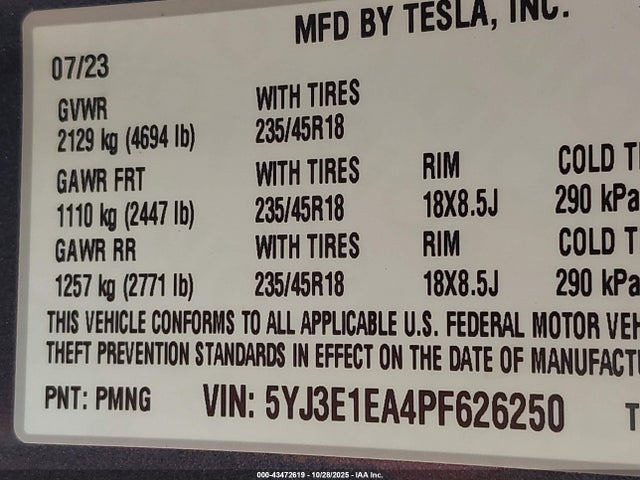 MFD BY TESLA, INC.
07/23
GVWR WITH TIRES
2129 kg (4694 lb) 235/45R18
GAWR FRT WITH TIRES RIM COLD
1110 kg (2447 lb) 235/45R18 18X8.5J 290 kPa
GAWR RR WITH TIRES RIM COLD
1257 kg (2771 lb) 235/45R18 18X8.5J 290 kPa
THIS VEHICLE CONFORMS TO ALL APPLICABLE U.S. FEDERAL MOTOR
THEFT PREVENTION STANDARDS IN EFFECT ON THE DATE OF
PNT: PMNG VIN: 5YJ3E1EA4PF626250
000-43472619 - 10/28/2025 - IAA Inc.